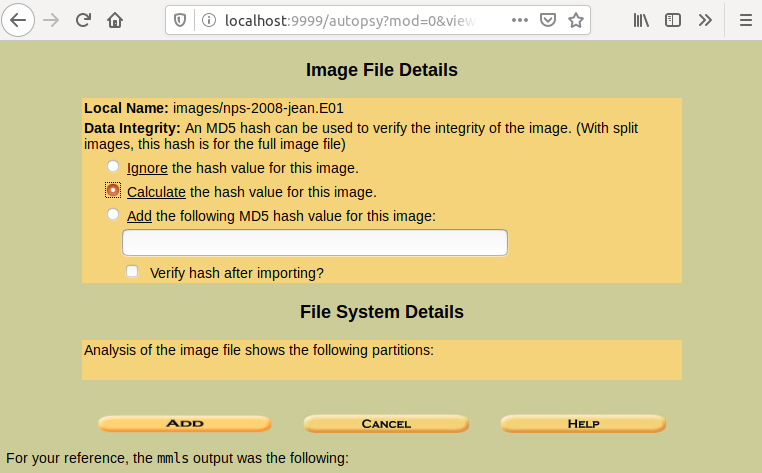 localhost:9999/autopsy?mod=0&view
Image File Details
Local Name: images/nps-2008-jean.E01
Data Integrity: An MD5 hash can be used to verify the integrity of the image. (With split
images, this hash is for the full image file)
Ignore the hash value for this image.
Calculate the hash value for this image.
Add the following MD5 hash value for this image:
Verify hash after importing?
File System Details
Analysis of the image file shows the following partitions:
ADD CANCEL HELP
For your reference, the mmls output was the following: